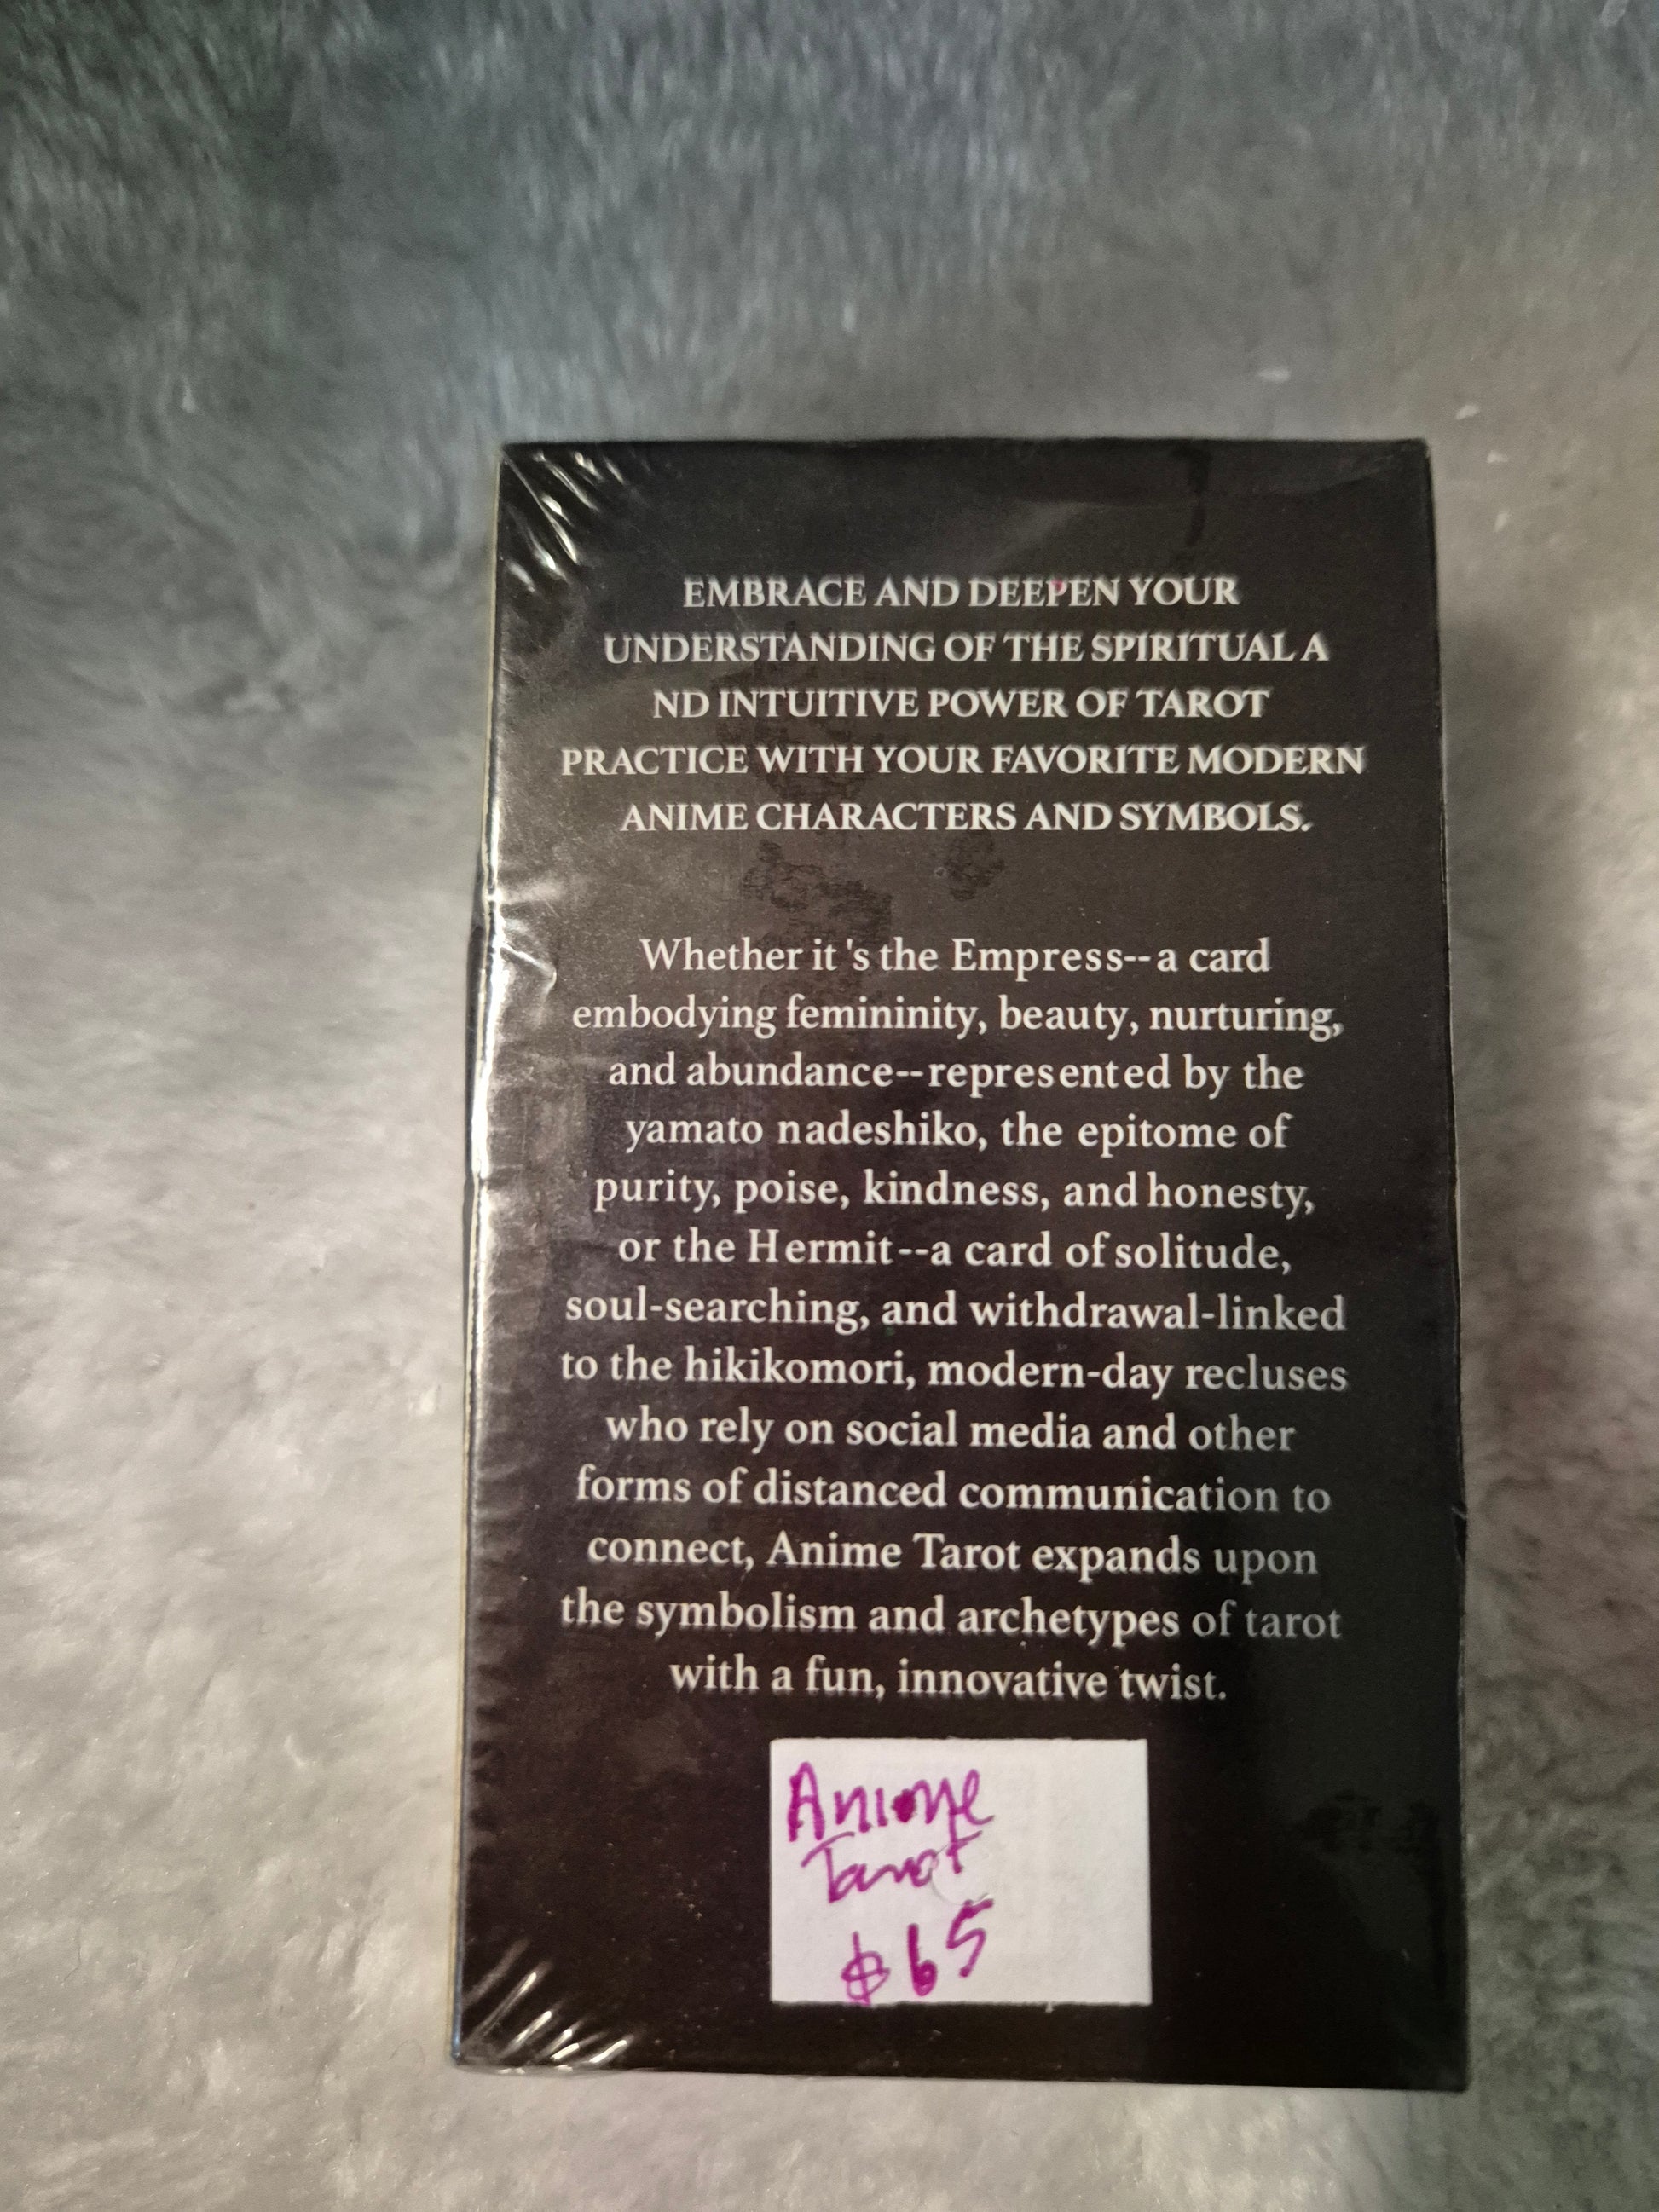 EMBRACE AND DEEPEN YOUR
UNDERSTANDING OF THE SPIRITUAL A
ND INTUITIVE POWER OF TAROT
PRACTICE WITH YOUR FAVORITE MODERN
ANIME CHARACTERS AND SYMBOLS.
Whether it 's the Empress--a card
embodying femininity, beauty, nurturing,
and abundance--represented by the
yamato nadeshiko, the epitome of
purity, poise, kindness, and honesty,
or the Hermit--a card of solitude,
soul-searching, and withdrawal-linked
to the hikikomori, modern-day recluses
who rely on social media and other
forms of distanced communication to
connect, Anime Tarot expands upon
the symbolism and archetypes of tarot
with a fun, innovative twist.
Anime
Tarot
$65